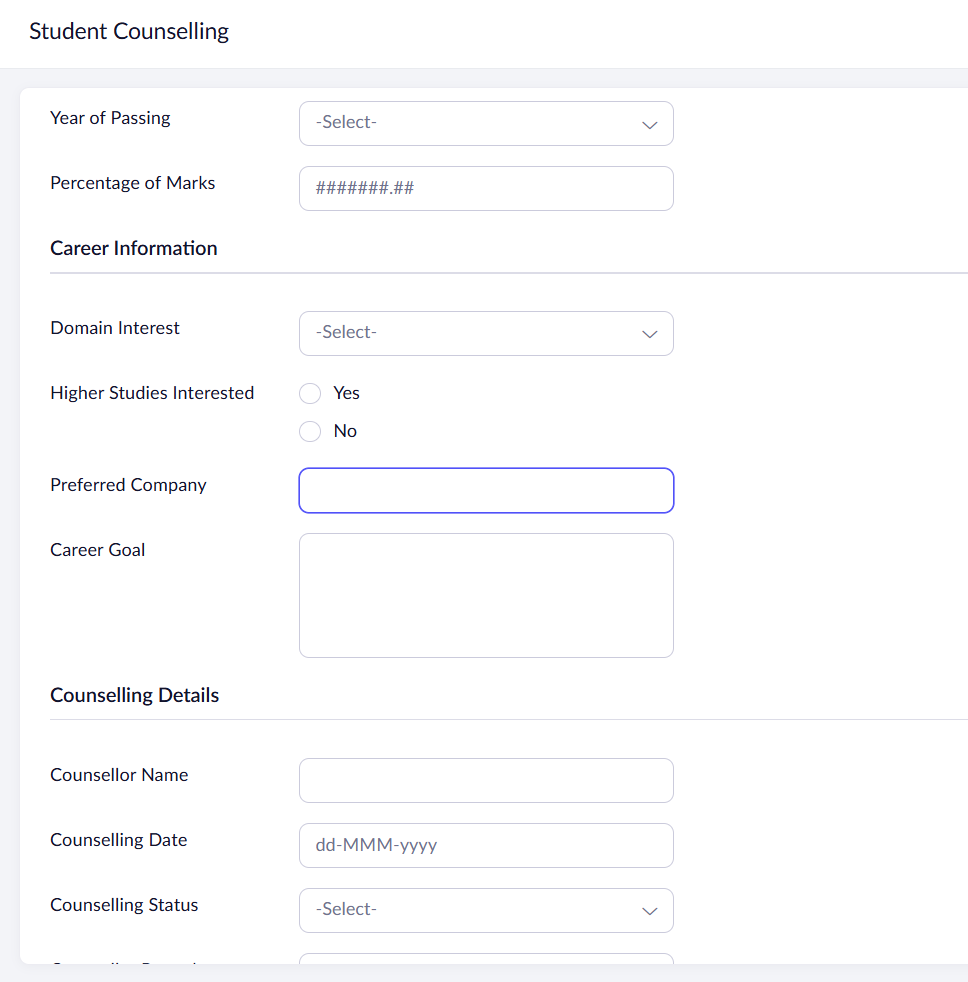 Student Counselling
Year of Passing
-Select-
Percentage of Marks
#######.##
Career Information
Domain Interest
-Select-
Higher Studies Interested
Yes
No
Preferred Company
Career Goal
Counselling Details
Counsellor Name
Counselling Date
dd-MMM-yyyy
Counselling Status
-Select-